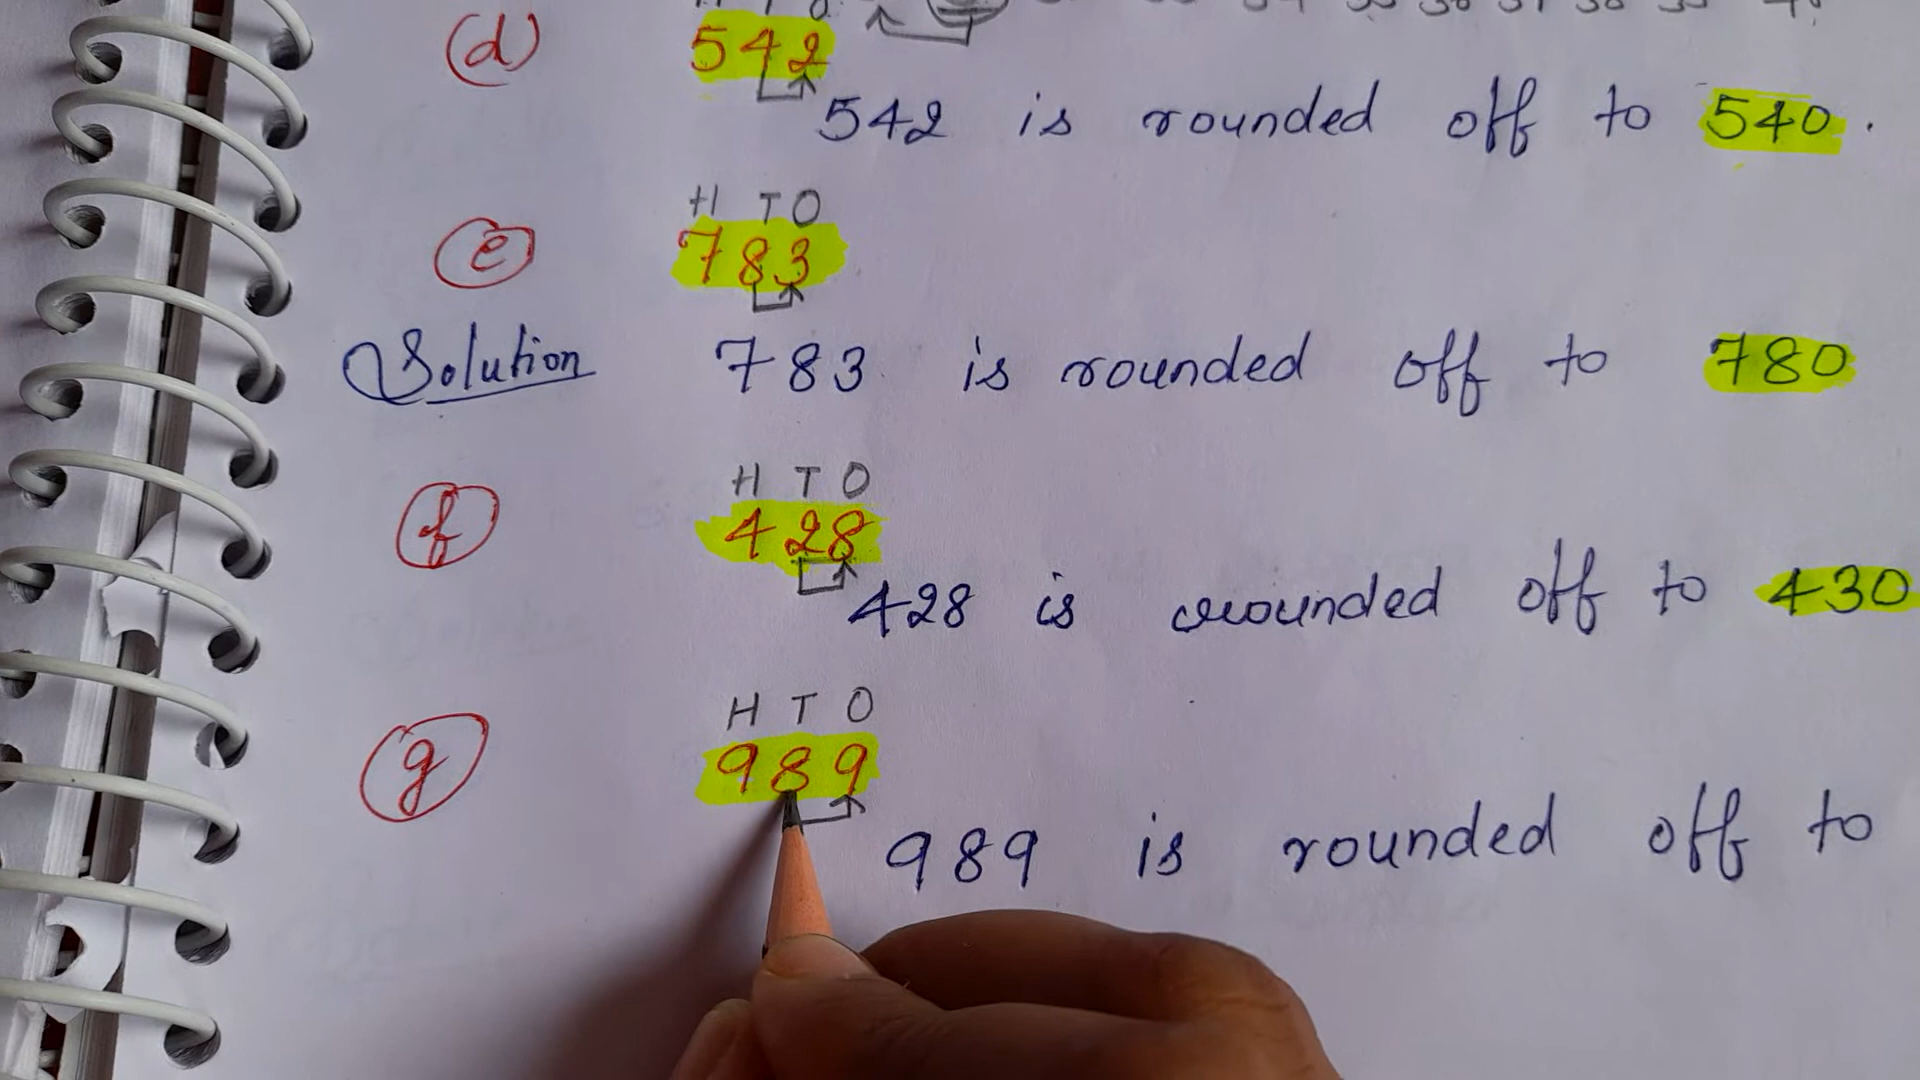 (d) 542
542 is rounded off to 540.
H T O
(e) 783
Solution 783 is rounded off to 780
H T O
(f) 428
428 is rounded off to 430
H T O
(g) 989
989 is rounded off to